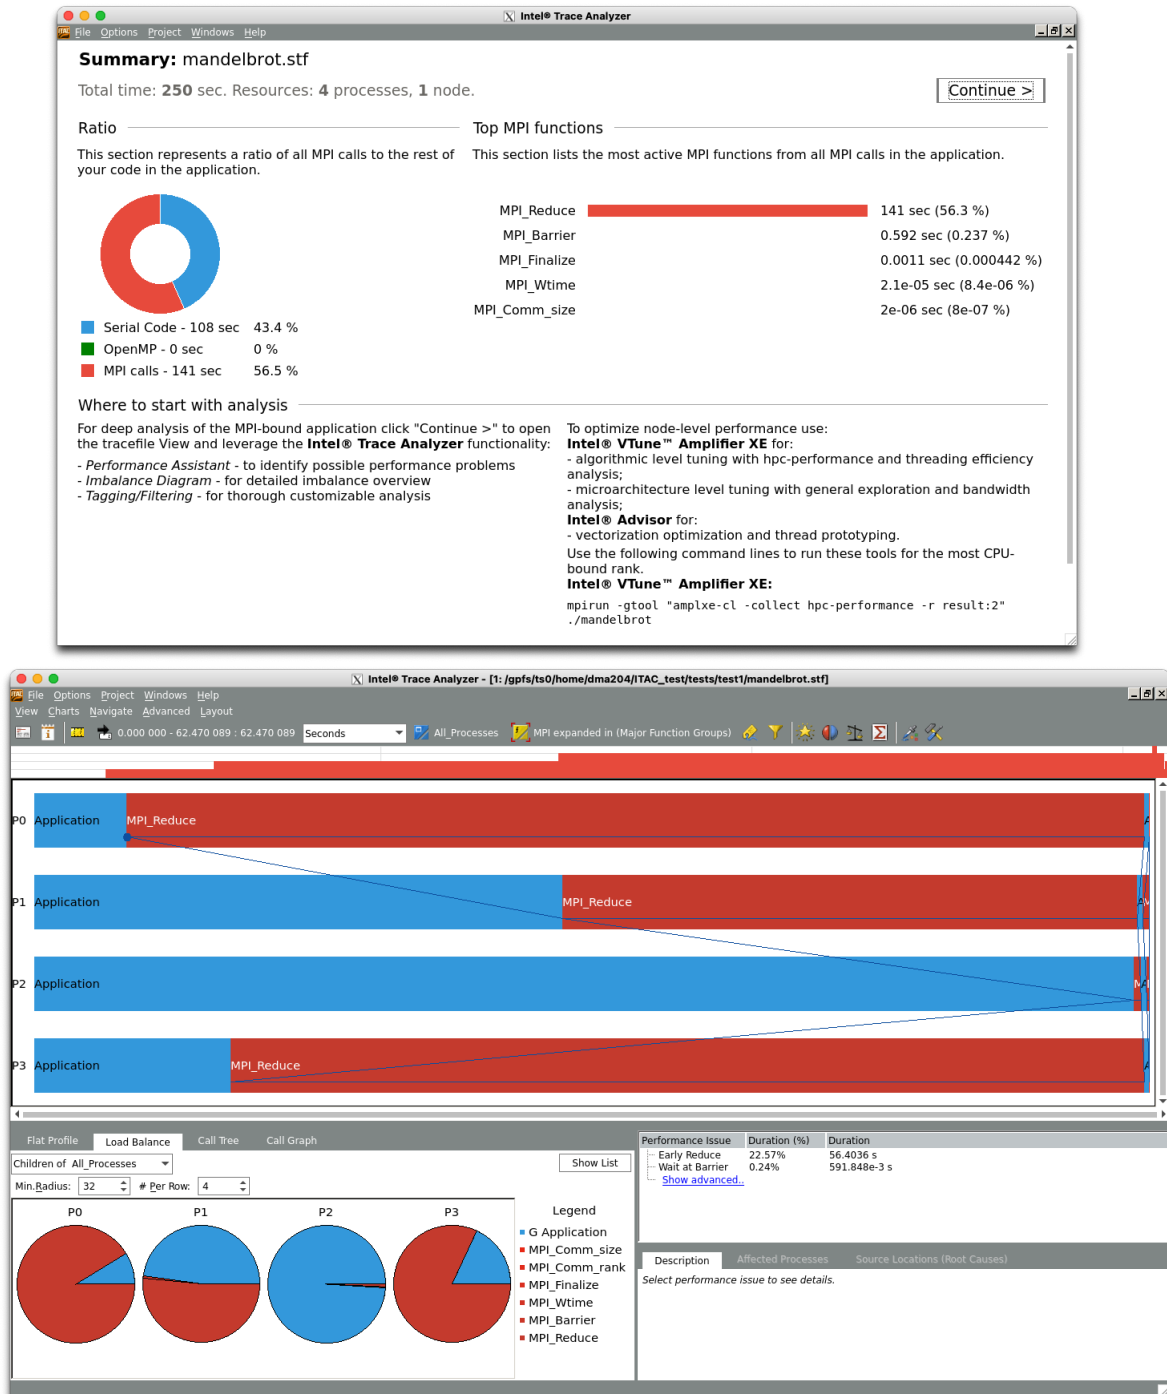 Intel® Trace Analyzer
File Options Project Windows Help
Summary: mandelbrot.stf
Total time: 250 sec. Resources: 4 processes, 1 node.
Continue >
Ratio
This section represents a ratio of all MPI calls to the rest of
your code in the application.
Serial Code - 108 sec 43.4 %
OpenMP - 0 sec 0 %
MPI calls - 141 sec 56.5 %
Top MPI functions
This section lists the most active MPI functions from all MPI calls in the application.
MPI_Reduce 141 sec (56.3 %)
MPI_Barrier 0.592 sec (0.237 %)
MPI_Finalize 0.0011 sec (0.000442 %)
MPI_Wtime 2.1e-05 sec (8.4e-06 %)
MPI_Comm_size 2e-06 sec (8e-07 %)
Where to start with analysis
For deep analysis of the MPI-bound application click "Continue >" to open
the tracefile View and leverage the Intel® Trace Analyzer functionality:
- Performance Assistant - to identify possible performance problems
- Imbalance Diagram - for detailed imbalance overview
- Tagging/Filtering - for thorough customizable analysis
To optimize node-level performance use:
Intel® VTune™ Amplifier XE for:
- algorithmic level tuning with hpc-performance and threading efficiency
analysis;
- microarchitecture level tuning with general exploration and bandwidth
analysis;
Intel® Advisor for:
- vectorization optimization and thread prototyping.
Use the following command lines to run these tools for the most CPU-
bound rank.
Intel® VTune™ Amplifier XE:
mpirun -gtool "amplxe-cl -collect hpc-performance -r result:2"
./mandelbrot
Intel® Trace Analyzer - [1: /gpfs/ts0/home/dma204/ITAC_test/tests/test1/mandelbrot.stf]
File Options Project Windows Help
View Charts Navigate Advanced Layout
0.000 000 - 62.470 089 : 62.470 089 Seconds All_Processes MPI expanded in (Major Function Groups)
P0 Application MPI_Reduce A
P1 Application MPI_Reduce A M
P2 Application M A
P3 Application MPI_Reduce A
Flat Profile Load Balance Call Tree Call Graph
Children of All_Processes Show List
Min.Radius: 32 # Per Row: 4
P0 P1 P2 P3
Legend
G Application
MPI_Comm_size
MPI_Comm_rank
MPI_Finalize
MPI_Wtime
MPI_Barrier
MPI_Reduce
Performance Issue Duration (%) Duration
Early Reduce 22.57% 56.4036 s
Wait at Barrier 0.24% 591.848e-3 s
Show advanced..
Description Affected Processes Source Locations (Root Causes)
Select performance issue to see details.